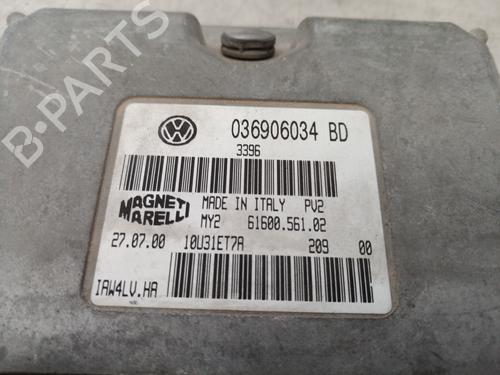 036906034 BD
3396
MAGNETI MARELLI
MADE IN ITALY PV2
MY2 61600.561.02
27.07.00 10U31ET7A 209 00
IAW4LV.HA
B-PARTS